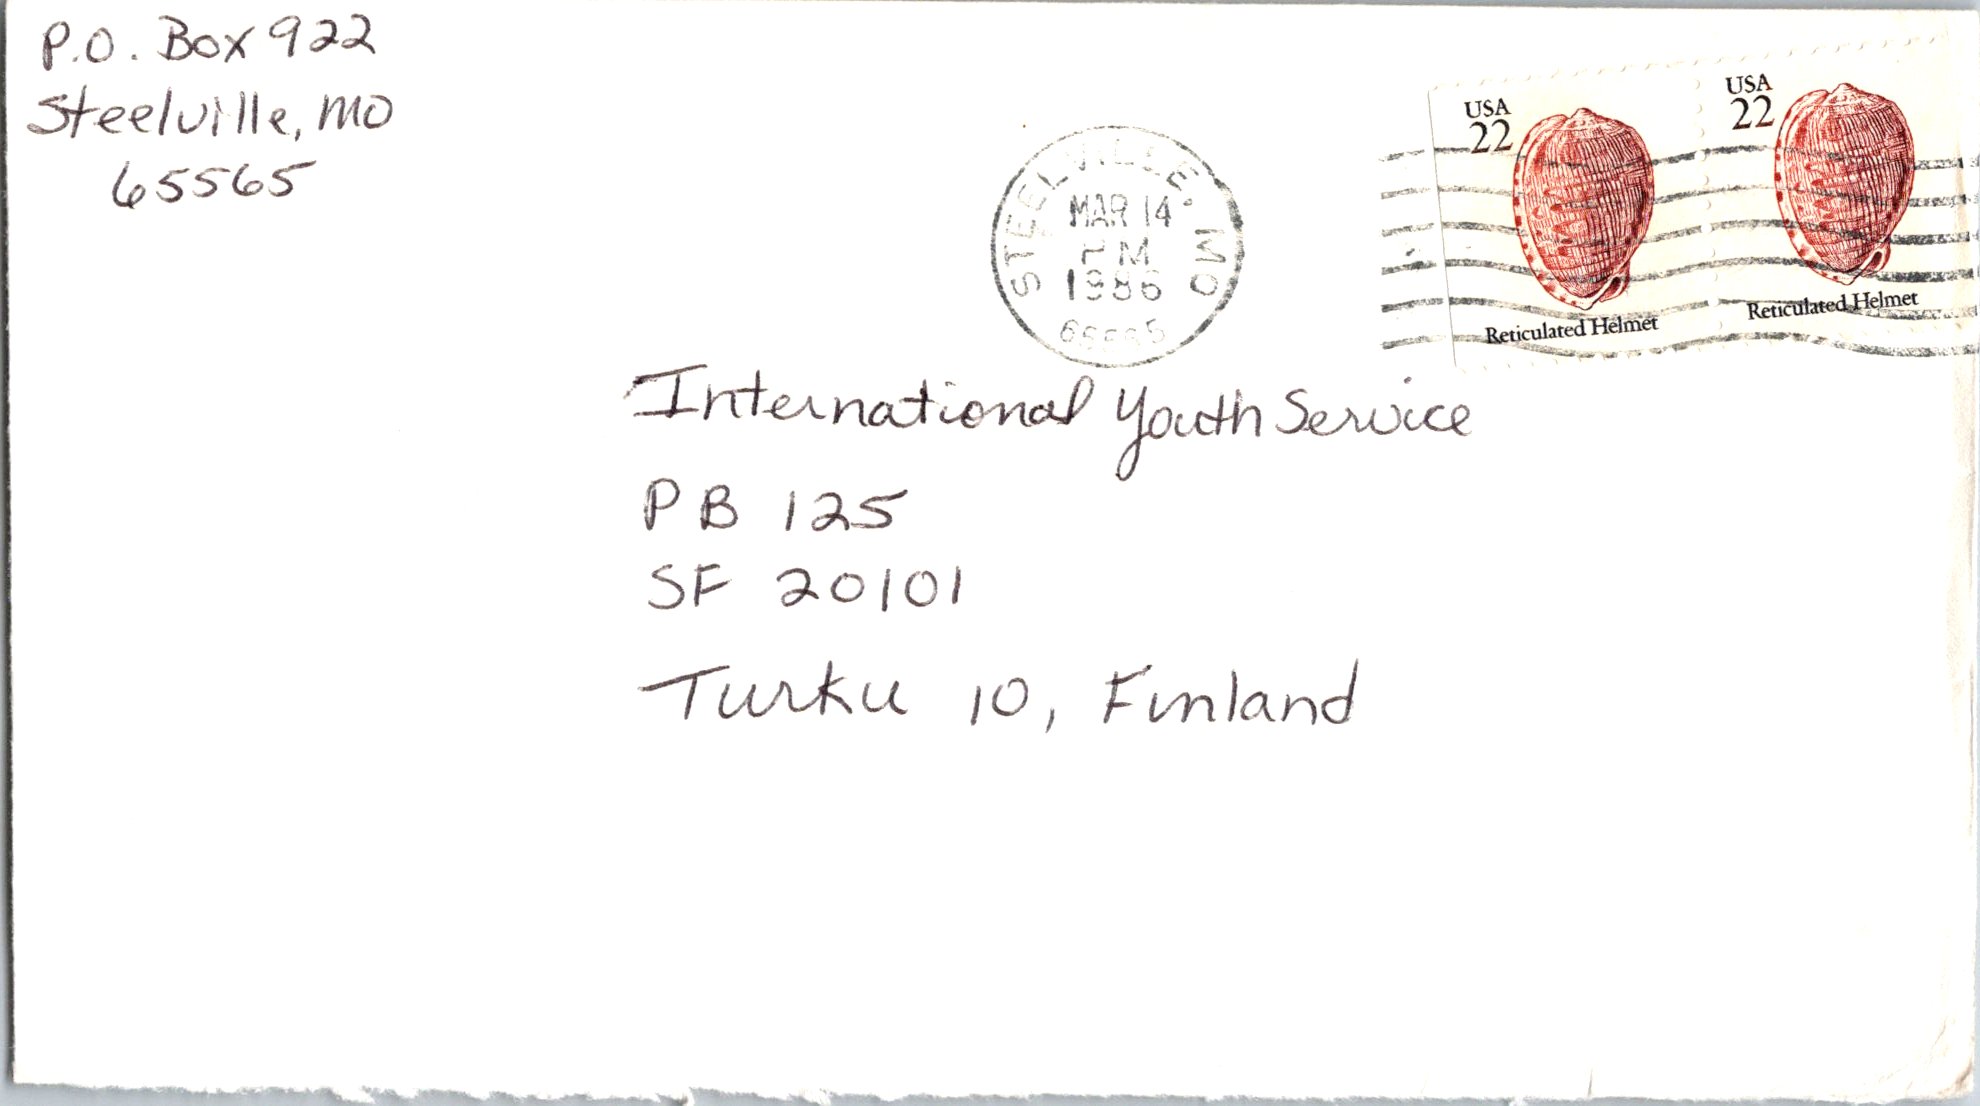 P.O. Box 922
Steelville, MO
65565
STEELVILLE, MO
MAR 14
PM
1986
65565
USA
22
Reticulated Helmet
USA
22
Reticulated Helmet
International Youth Service
PB 125
SF 20101
Turku 10, Finland